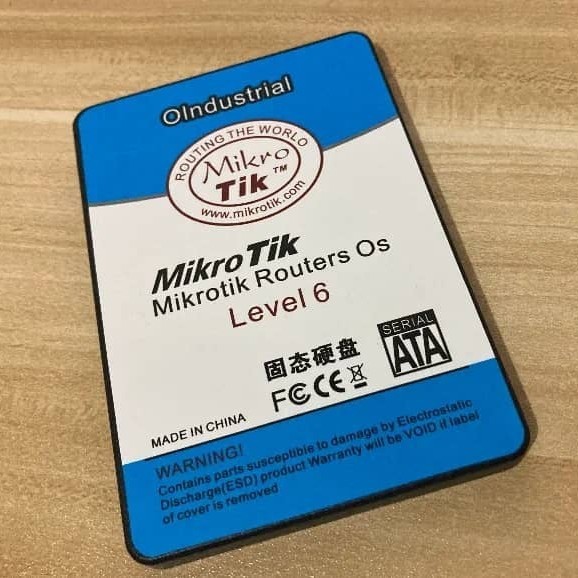 OIndustrial
ROUTING THE WORLD
Mikro
Tik™
www.mikrotik.com
MikroTik
Mikrotik Routers Os
Level 6
固态硬盘
SERIAL
ATA
FC CE
MADE IN CHINA
WARNING!
Contains parts susceptible to damage by Electrostatic
Discharge(ESD) product Warranty will be VOID if label
of cover is removed